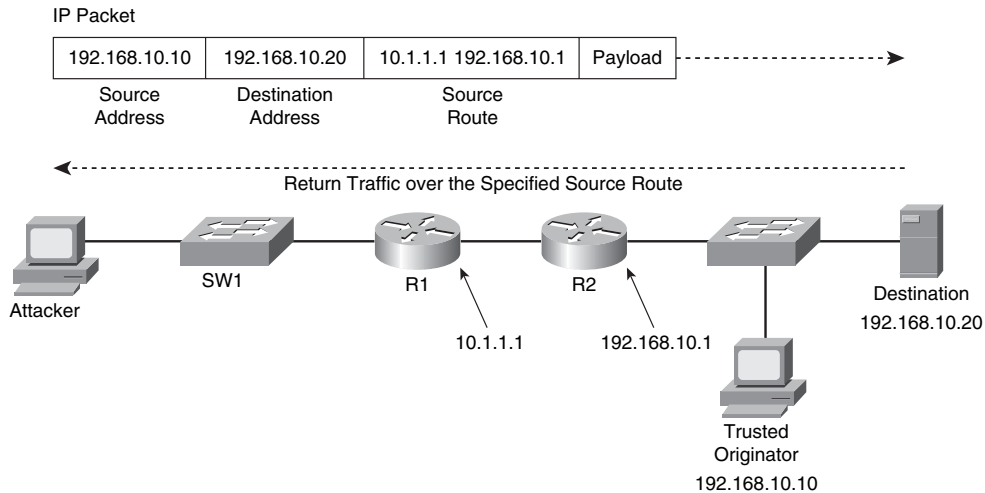 IP Packet
192.168.10.10
192.168.10.20
10.1.1.1 192.168.10.1
Payload
Source
Address
Destination
Address
Source
Route
Return Traffic over the Specified Source Route
Attacker
SW1
R1
R2
10.1.1.1
192.168.10.1
Destination
192.168.10.20
Trusted
Originator
192.168.10.10